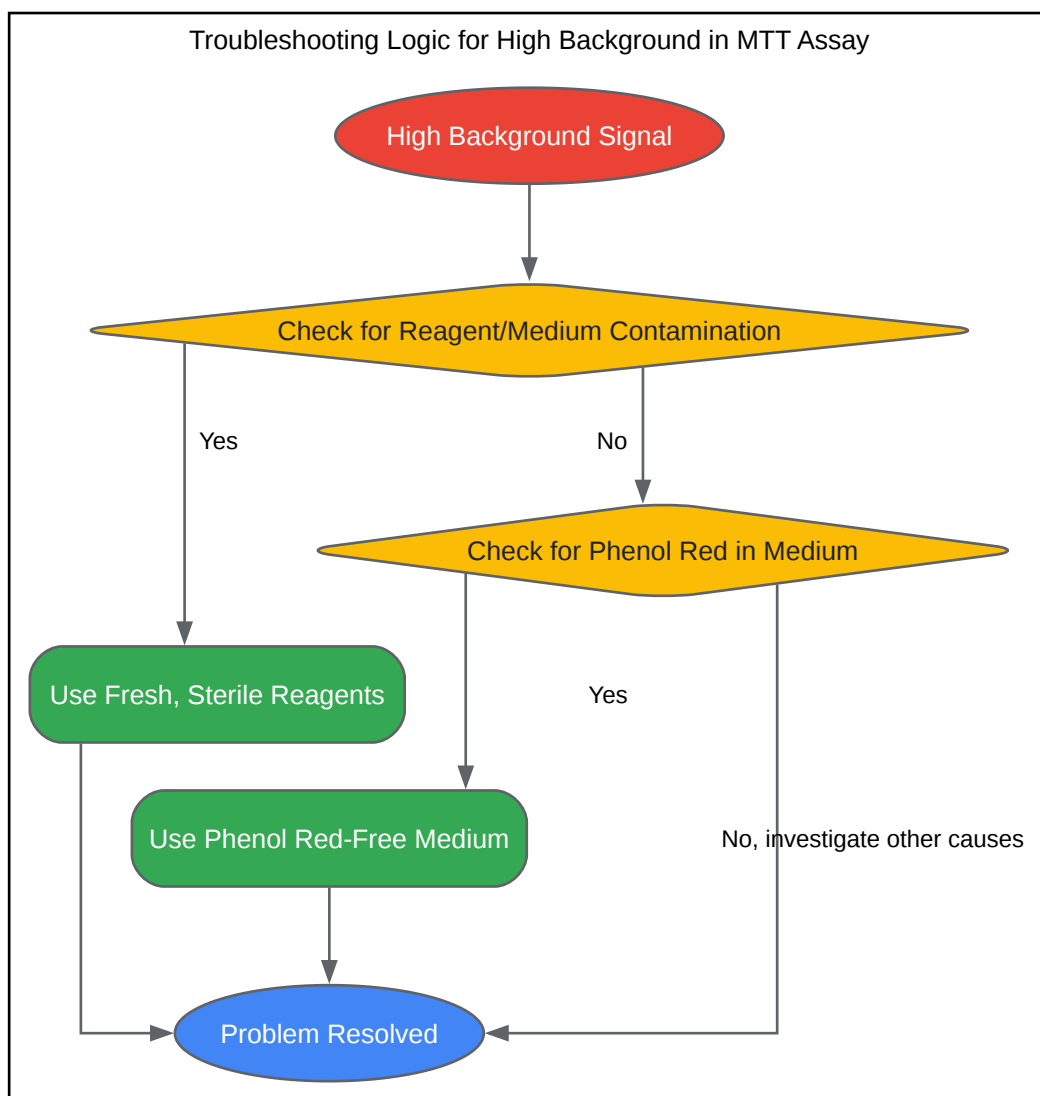 Troubleshooting Logic for High Background in MTT Assay
High Background Signal
Check for Reagent/Medium Contamination
Yes
No
Check for Phenol Red in Medium
Use Fresh, Sterile Reagents
Yes
Use Phenol Red-Free Medium
No, investigate other causes
Problem Resolved